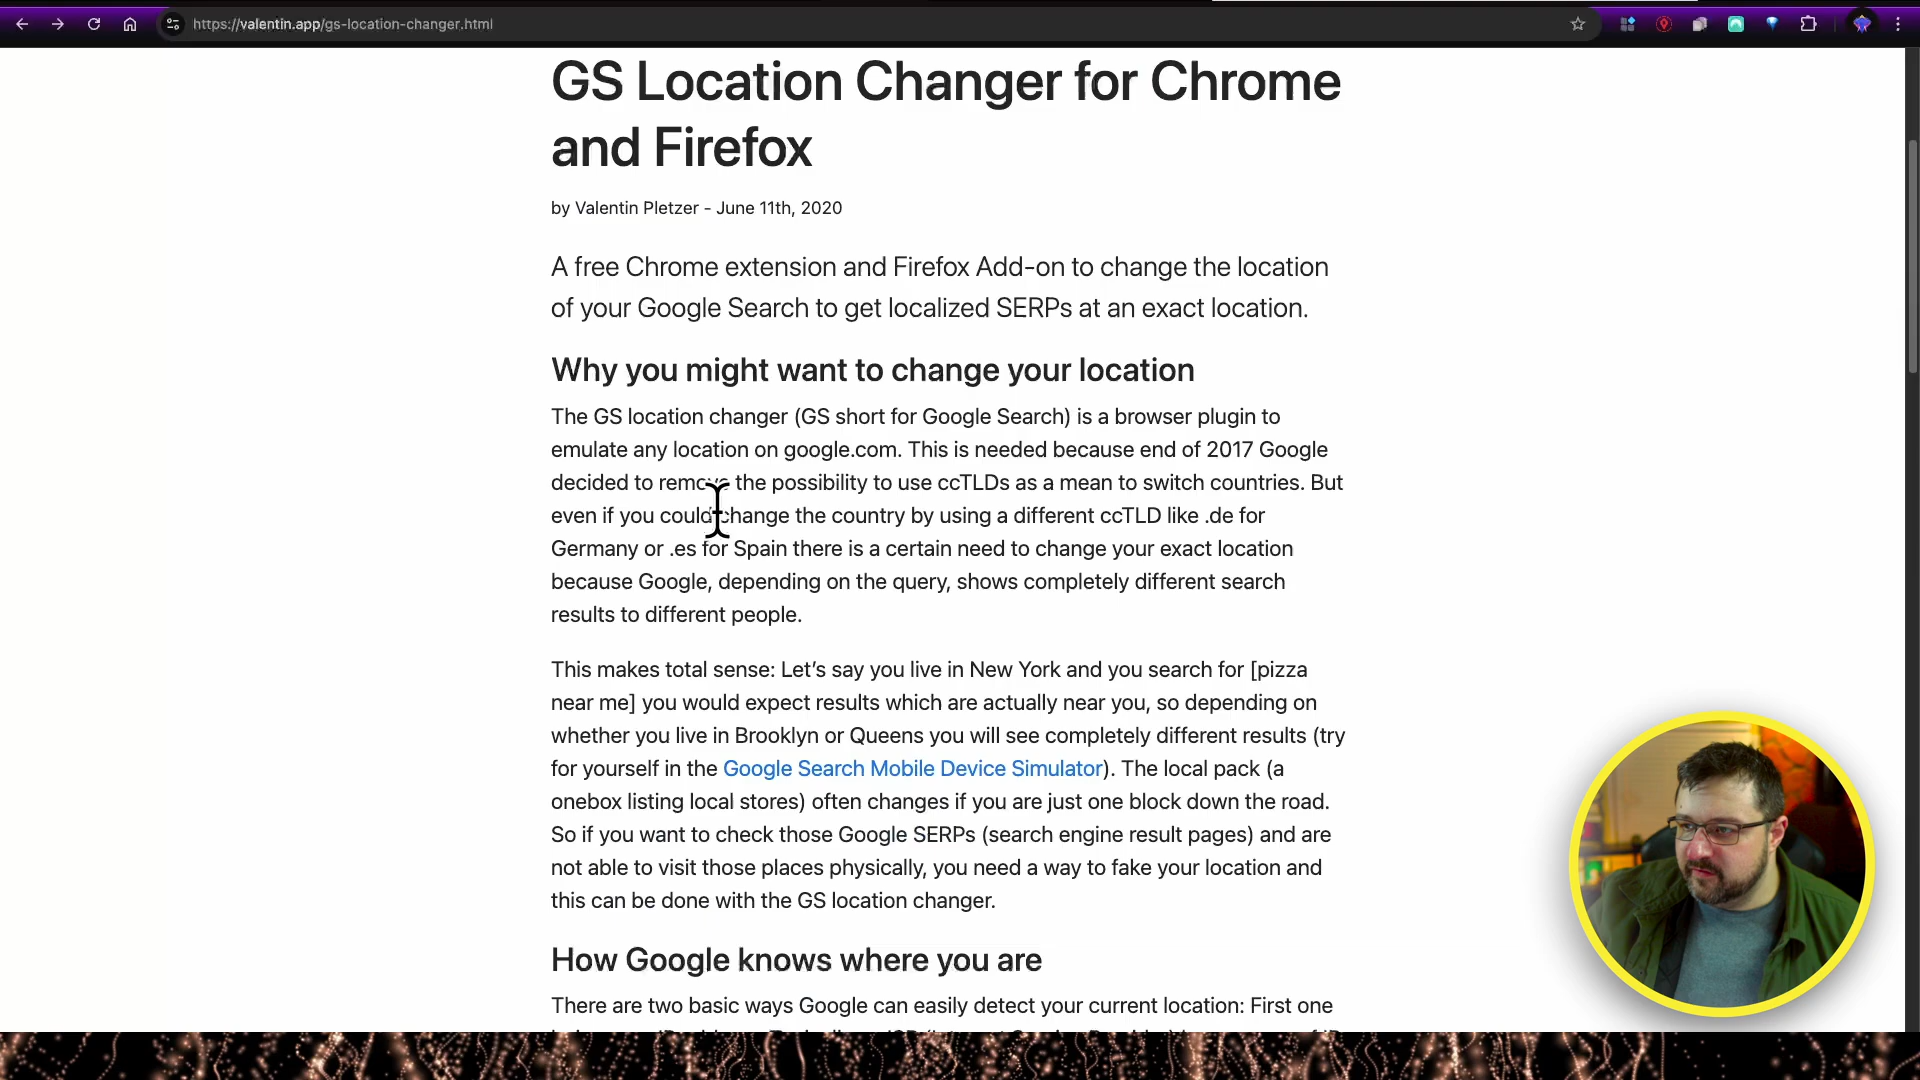 https://valentin.app/gs-location-changer.html
GS Location Changer for Chrome
and Firefox
by Valentin Pletzer - June 11th, 2020
A free Chrome extension and Firefox Add-on to change the location
of your Google Search to get localized SERPs at an exact location.
Why you might want to change your location
The GS location changer (GS short for Google Search) is a browser plugin to
emulate any location on google.com. This is needed because end of 2017 Google
decided to remove the possibility to use ccTLDs as a mean to switch countries. But
even if you could change the country by using a different ccTLD like .de for
Germany or .es for Spain there is a certain need to change your exact location
because Google, depending on the query, shows completely different search
results to different people.
This makes total sense: Let's say you live in New York and you search for [pizza
near me] you would expect results which are actually near you, so depending on
whether you live in Brooklyn or Queens you will see completely different results (try
for yourself in the Google Search Mobile Device Simulator). The local pack (a
onebox listing local stores) often changes if you are just one block down the road.
So if you want to check those Google SERPs (search engine result pages) and are
not able to visit those places physically, you need a way to fake your location and
this can be done with the GS location changer.
How Google knows where you are
There are two basic ways Google can easily detect your current location: First one